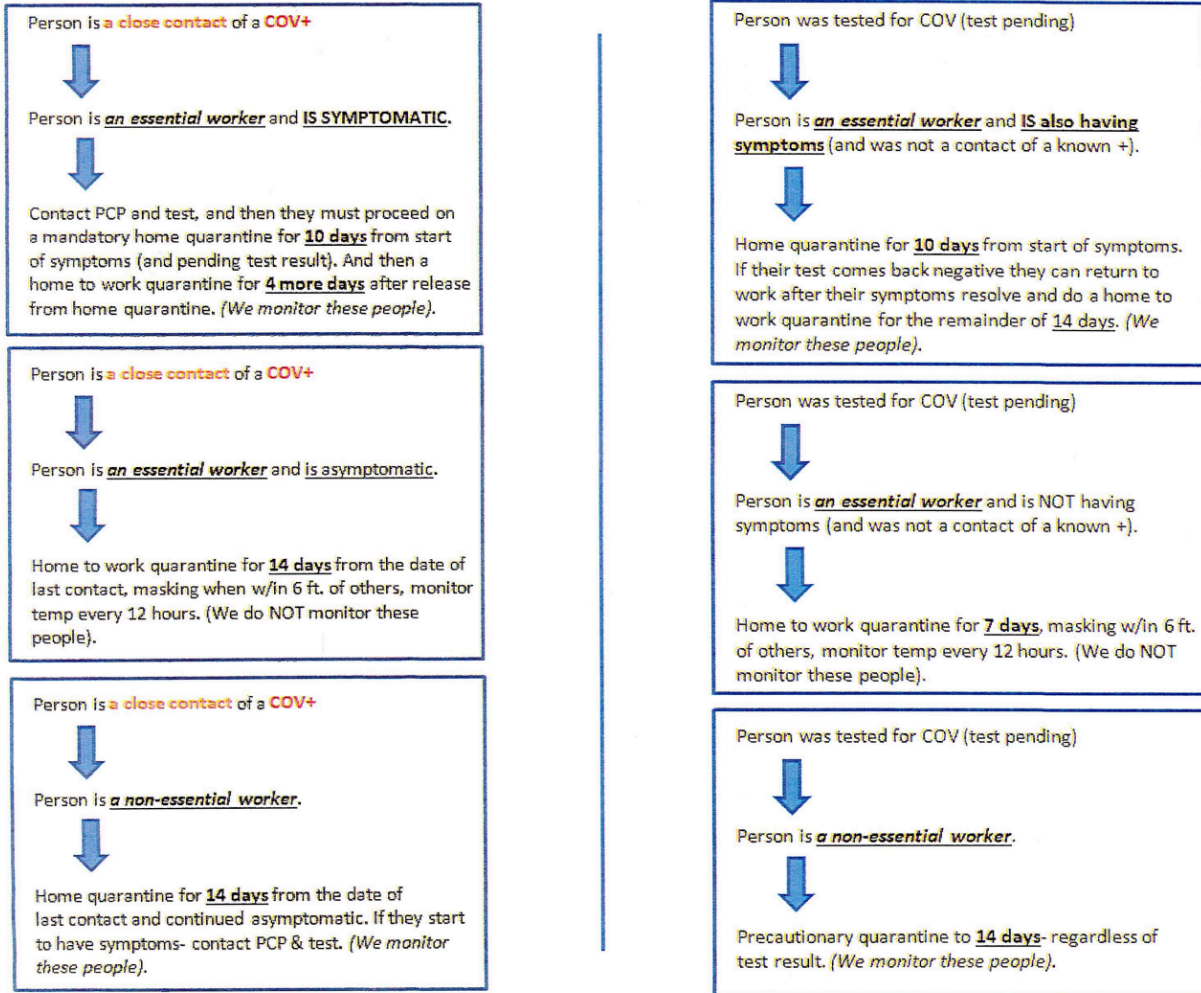 Person is a close contact of a COV+
Person is an essential worker and IS SYMPTOMATIC.
Contact PCP and test, and then they must proceed on
a mandatory home quarantine for 10 days from start
of symptoms (and pending test result). And then a
home to work quarantine for 4 more days after release
from home quarantine. (We monitor these people).
Person is a close contact of a COV+
Person is an essential worker and is asymptomatic.
Home to work quarantine for 14 days from the date of
last contact, masking when w/in 6 ft. of others, monitor
temp every 12 hours. (We do NOT monitor these
people).
Person is a close contact of a COV+
Person is a non-essential worker.
Home quarantine for 14 days from the date of
last contact and continued asymptomatic. If they start
to have symptoms- contact PCP & test. (We monitor
these people).
Person was tested for COV (test pending)
Person is an essential worker and IS also having
symptoms (and was not a contact of a known +).
Home quarantine for 10 days from start of symptoms.
If their test comes back negative they can return to
work after their symptoms resolve and do a home to
work quarantine for the remainder of 14 days. (We
monitor these people).
Person was tested for COV (test pending)
Person is an essential worker and is NOT having
symptoms (and was not a contact of a known +).
Home to work quarantine for 7 days, masking w/in 6 ft.
of others, monitor temp every 12 hours. (We do NOT
monitor these people).
Person was tested for COV (test pending)
Person is a non-essential worker.
Precautionary quarantine to 14 days- regardless of
test result. (We monitor these people).